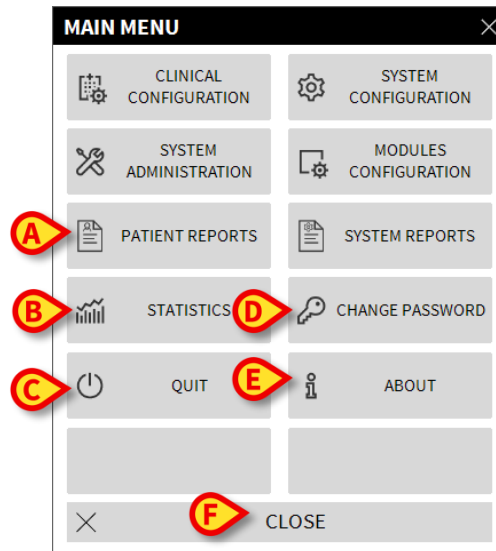 MAIN MENU
CLINICAL
CONFIGURATION
SYSTEM
CONFIGURATION
SYSTEM
ADMINISTRATION
MODULES
CONFIGURATION
A
PATIENT REPORTS
SYSTEM REPORTS
B
STATISTICS
D
CHANGE PASSWORD
C
QUIT
E
ABOUT
F
CLOSE